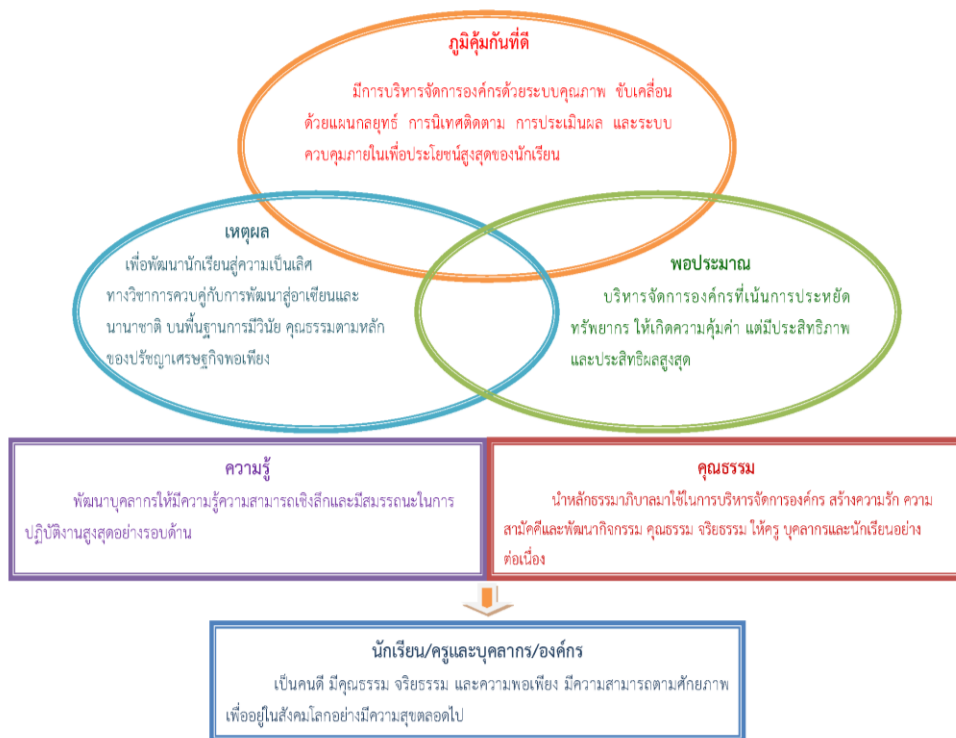 ภูมิคุ้มกันที่ดี
มีการบริหารจัดการองค์กรด้วยระบบคุณภาพ ขับเคลื่อน
ด้วยแผนกลยุทธ์ การนิเทศติดตาม การประเมินผล และระบบ
ควบคุมภายในเพื่อประโยชน์สูงสุดของนักเรียน
เหตุผล
เพื่อพัฒนานักเรียนสู่ความเป็นเลิศ
ทางวิชาการควบคู่กับการพัฒนาสู่อาเซียนและ
นานาชาติ บนพื้นฐานการมีวินัย คุณธรรมตามหลัก
ของปรัชญาเศรษฐกิจพอเพียง
พอประมาณ
บริหารจัดการองค์กรที่เน้นการประหยัด
ทรัพยากร ให้เกิดความคุ้มค่า แต่มีประสิทธิภาพ
และประสิทธิผลสูงสุด
ความรู้
พัฒนาบุคลากรให้มีความรู้ความสามารถเชิงลึกและมีสมรรถนะในการ
ปฏิบัติงานสูงสุดอย่างรอบด้าน
คุณธรรม
นำหลักธรรมาภิบาลมาใช้ในการบริหารจัดการองค์กร สร้างความรัก ความ
สามัคคีและพัฒนากิจกรรม คุณธรรม จริยธรรม ให้ครู บุคลากรและนักเรียนอย่าง
ต่อเนื่อง
นักเรียน/ครูและบุคลากร/องค์กร
เป็นคนดี มีคุณธรรม จริยธรรม และความพอเพียง มีความสามารถตามศักยภาพ
เพื่ออยู่ในสังคมโลกอย่างมีความสุขตลอดไป